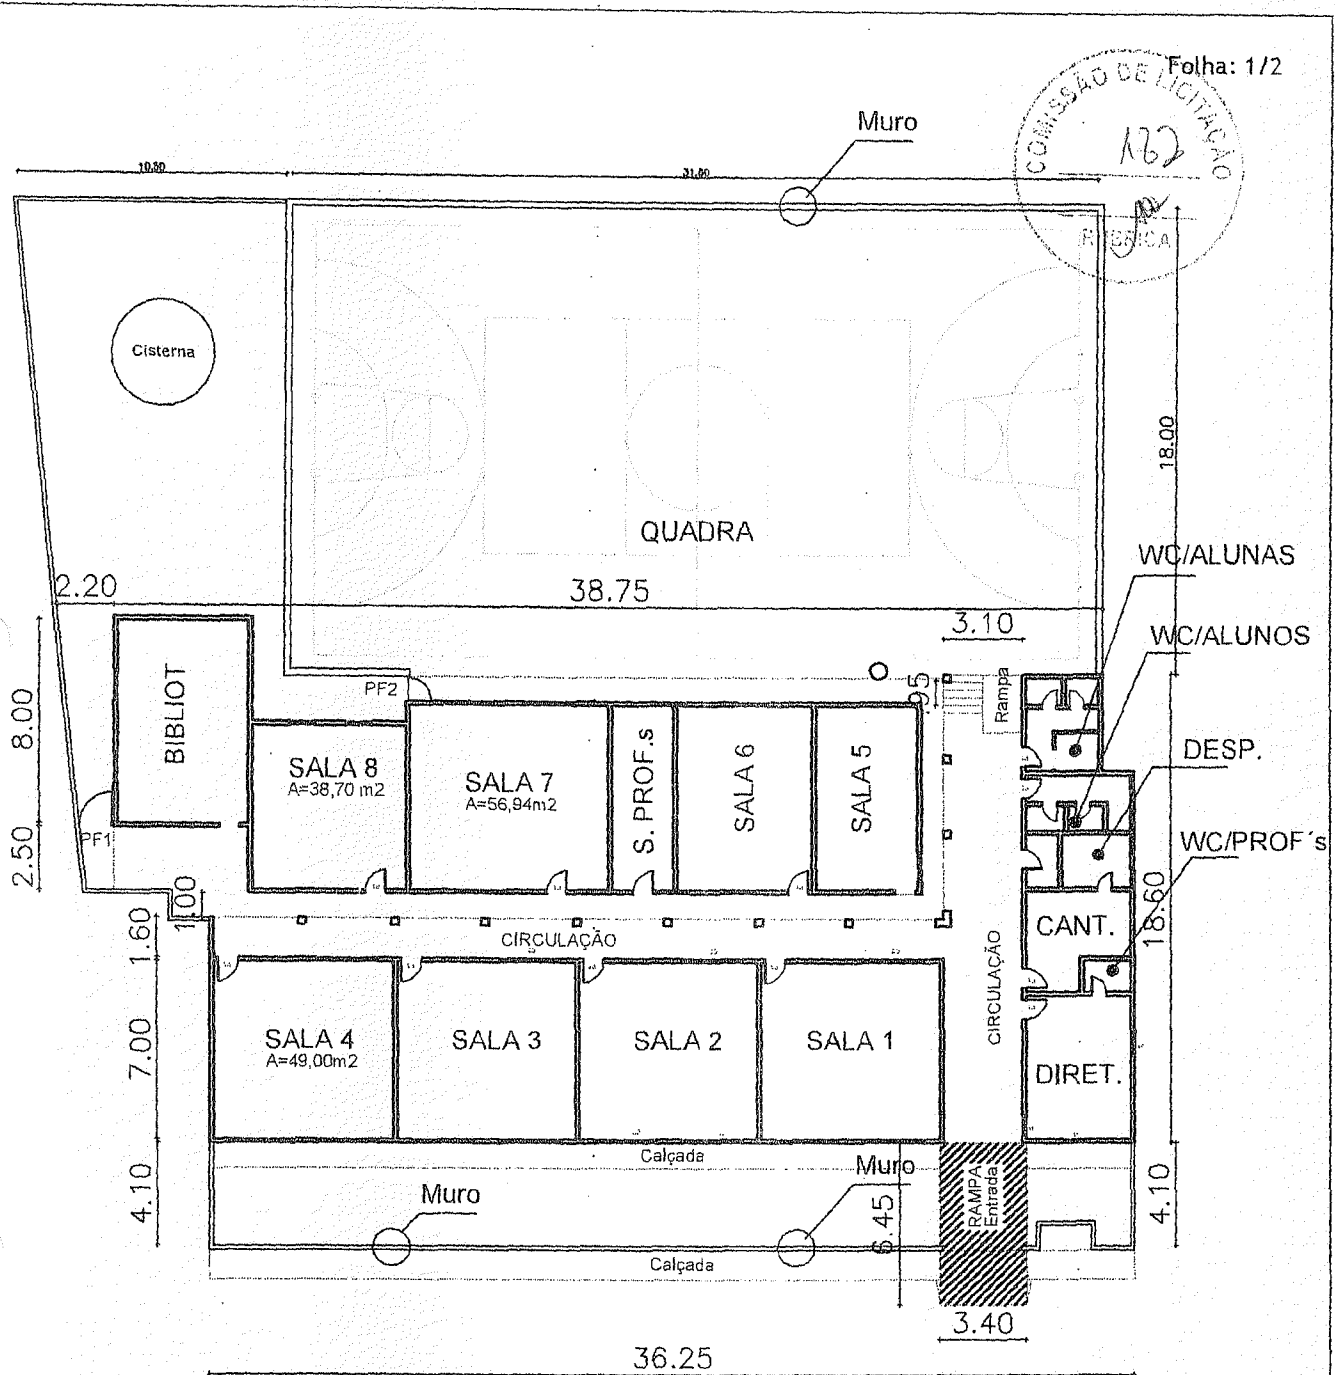 Folha: 1/2
COMISSÃO DE LICITAÇÃO
182
RUBRICA
Muro
10.50
31.80
Cisterna
18.00
QUADRA
WC/ALUNAS
2.20
38.75
3.10
WC/ALUNOS
8.00
BIBLIOT
PF2
.95
Rampa
DESP.
SALA 8
A=38,70 m2
SALA 7
A=56,94m2
S. PROF.s
SALA 6
SALA 5
PF1
2.50
WC/PROF´s
1.00
1.60
CIRCULAÇÃO
CANT.
18.60
CIRCULAÇÃO
7.00
SALA 4
A=49,00m2
SALA 3
SALA 2
SALA 1
DIRET.
Calçada
Muro
Muro
4.10
6.45
RAMPA
Entrada
4.10
Calçada
3.40
36.25